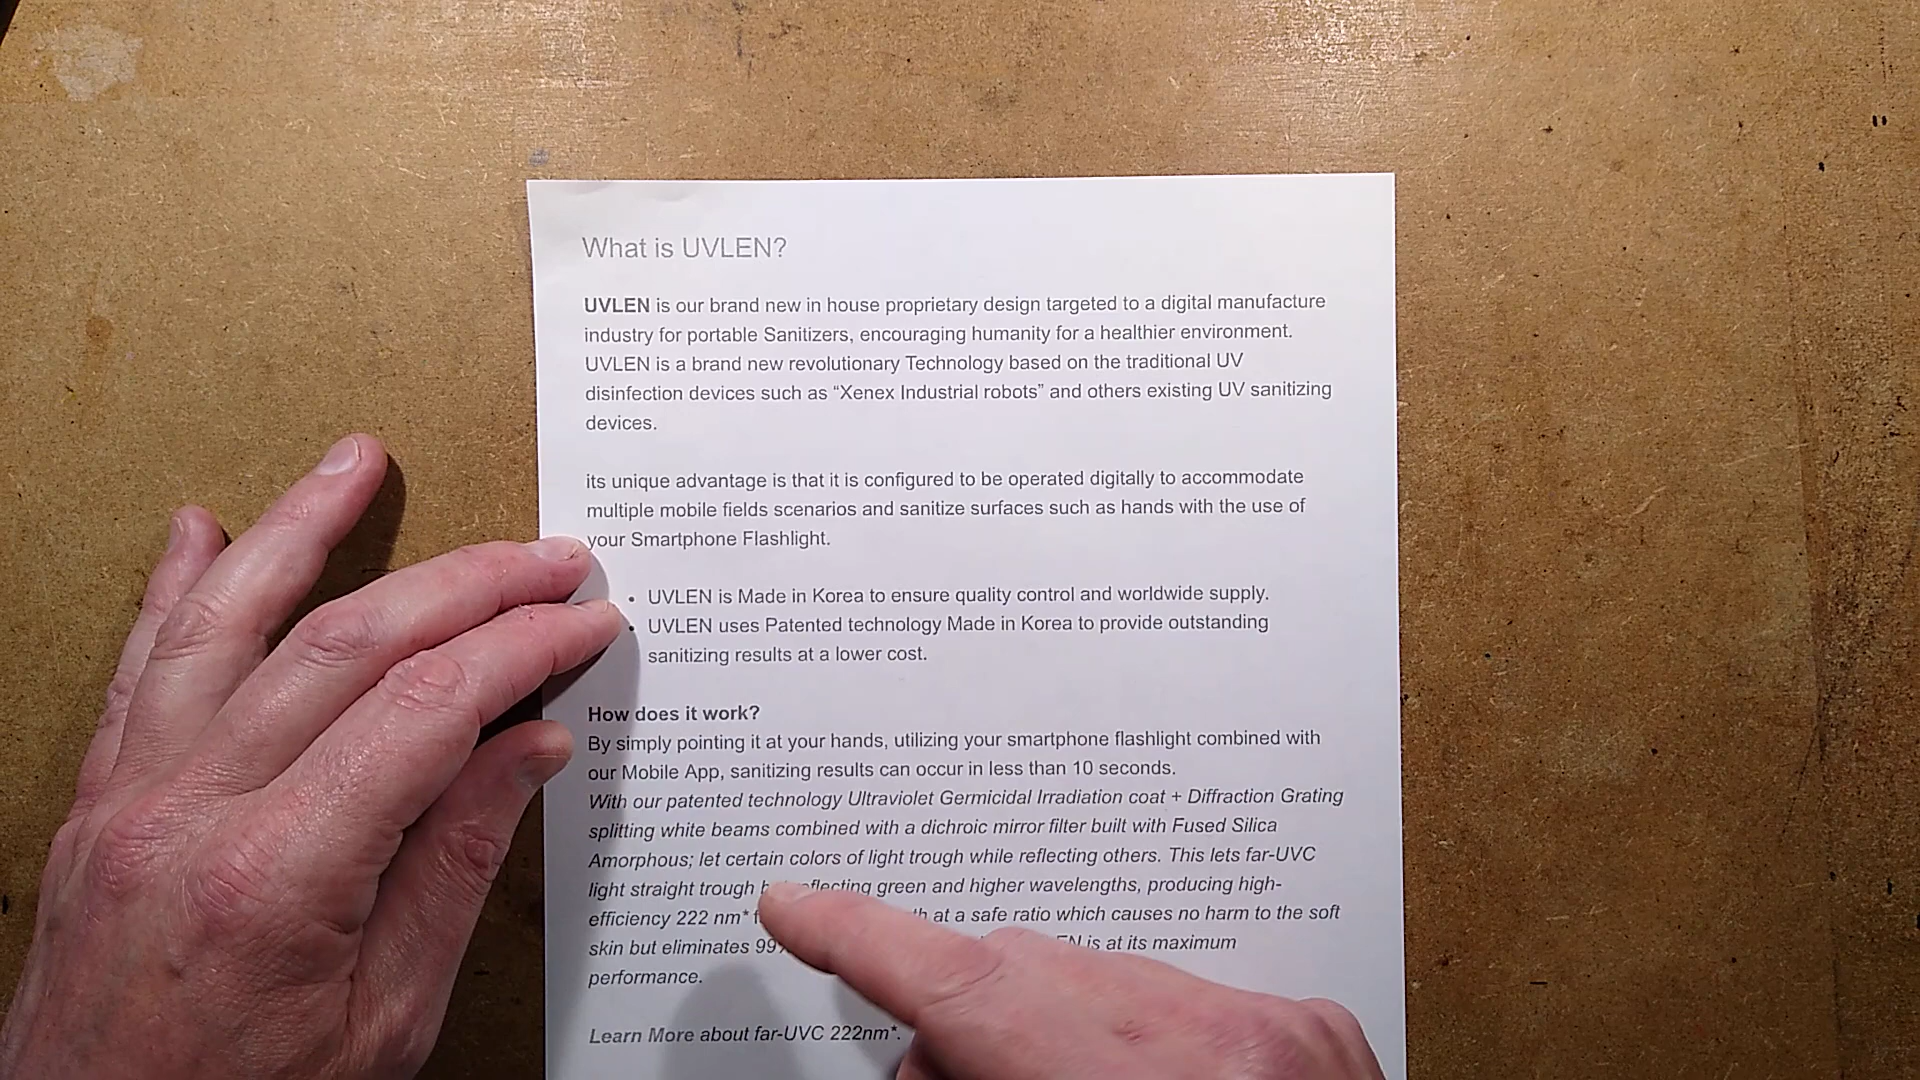 What is UVLEN?
UVLEN is our brand new in house proprietary design targeted to a digital manufacture
industry for portable Sanitizers, encouraging humanity for a healthier environment.
UVLEN is a brand new revolutionary Technology based on the traditional UV
disinfection devices such as “Xenex Industrial robots” and others existing UV sanitizing
devices.
its unique advantage is that it is configured to be operated digitally to accommodate
multiple mobile fields scenarios and sanitize surfaces such as hands with the use of
your Smartphone Flashlight.
• UVLEN is Made in Korea to ensure quality control and worldwide supply.
• UVLEN uses Patented technology Made in Korea to provide outstanding
sanitizing results at a lower cost.
How does it work?
By simply pointing it at your hands, utilizing your smartphone flashlight combined with
our Mobile App, sanitizing results can occur in less than 10 seconds.
With our patented technology Ultraviolet Germicidal Irradiation coat + Diffraction Grating
splitting white beams combined with a dichroic mirror filter built with Fused Silica
Amorphous; let certain colors of light trough while reflecting others. This lets far-UVC
light straight trough reflecting green and higher wavelengths, producing high-
efficiency 222 nm* at a safe ratio which causes no harm to the soft
skin but eliminates is at its maximum
performance.
Learn More about far-UVC 222nm*.